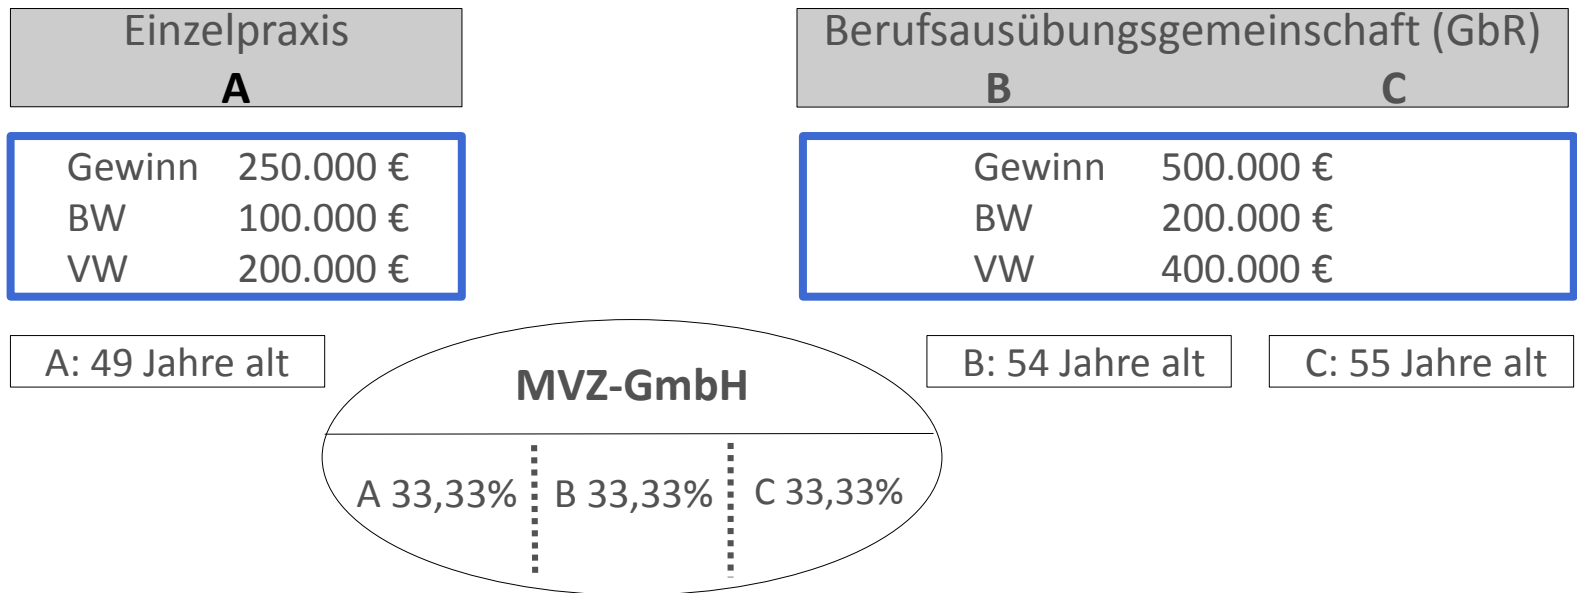 Einzelpraxis
A
Berufsausübungsgemeinschaft (GbR)
B C
Gewinn 250.000 €
BW 100.000 €
VW 200.000 €
Gewinn 500.000 €
BW 200.000 €
VW 400.000 €
A: 49 Jahre alt
B: 54 Jahre alt
C: 55 Jahre alt
MVZ-GmbH
A 33,33% B 33,33% C 33,33%